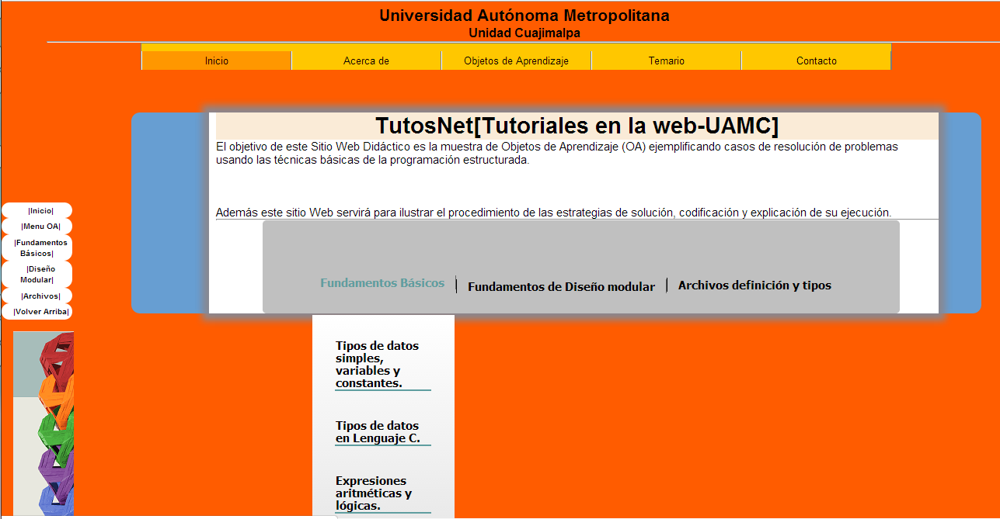 Universidad Autónoma Metropolitana
Unidad Cuajimalpa
Inicio
Acerca de
Objetos de Aprendizaje
Temario
Contacto
TutosNet[Tutoriales en la web-UAMC]
El objetivo de este Sitio Web Didáctico es la muestra de Objetos de Aprendizaje (OA) ejemplificando casos de resolución de problemas
usando las técnicas básicas de la programación estructurada.
Además este sitio Web servirá para ilustrar el procedimiento de las estrategias de solución, codificación y explicación de su ejecución.
|Inicio|
|Menu OA|
|Fundamentos
Básicos|
|Diseño
Modular|
|Archivos|
|Volver Arriba|
Fundamentos Básicos
Fundamentos de Diseño modular
Archivos definición y tipos
Tipos de datos
simples,
variables y
constantes.
Tipos de datos
en Lenguaje C.
Expresiones
aritméticas y
lógicas.